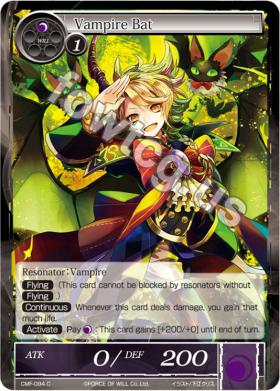 Vampire Bat
WILL
1
fowtcg.us
Resonator: Vampire
Flying (This card cannot be blocked by resonators without
Flying .)
Continuous Whenever this card deals damage, you gain that
much life.
Activate Pay : This card gains [+200/+0] until end of turn.
ATK 0/ DEF 200
CMF-094 C ©FORCE OF WILL Co.,Ltd.